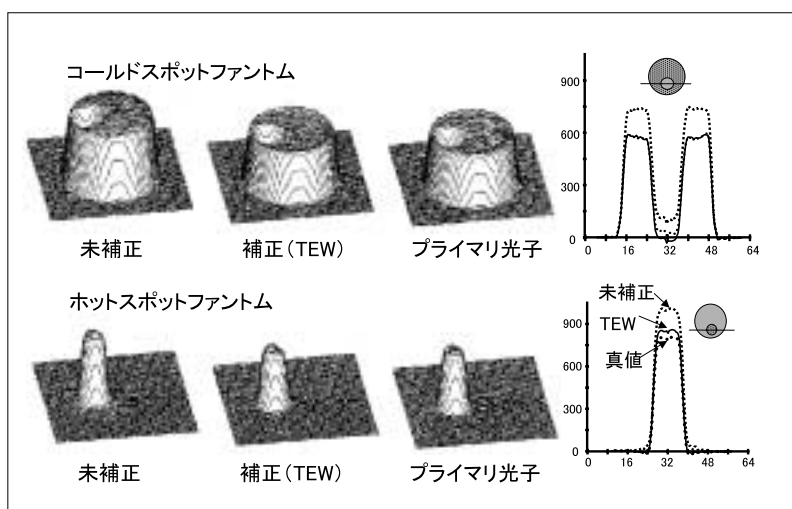 コールドスポットファントム
未補正
補正(TEW)
プライマリ光子
900
600
300
0
0 16 32 48 64
ホットスポットファントム
未補正
補正(TEW)
プライマリ光子
未補正
TEW
真値
900
600
300
0
0 16 32 48 64